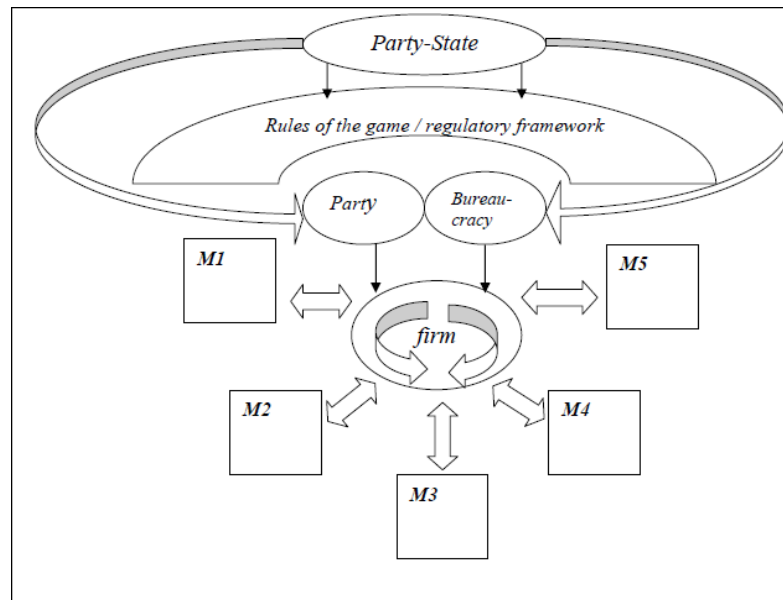 Party-State
Rules of the game / regulatory framework
Party
Bureau-
cracy
M1
M5
firm
M2
M4
M3